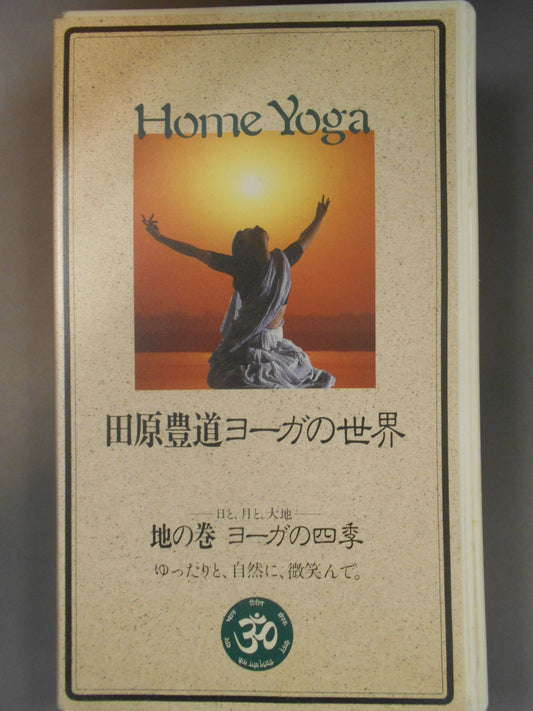 Home Yoga
田原豊道ヨーガの世界
日と、月と、大地
地の巻 ヨーガの四季
ゆったりと、自然に、微笑んで。
ॐ